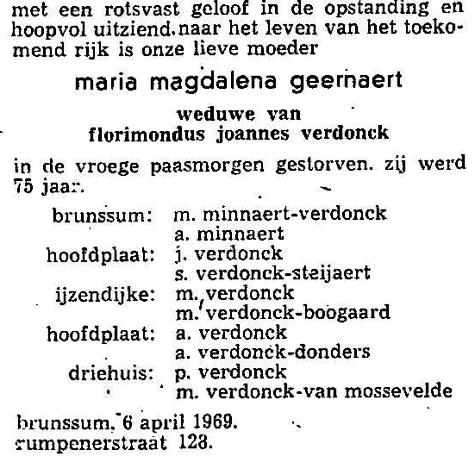 met een rotsvast geloof in de opstanding en
hoopvol uitziend.naar het leven van het toeko-
mend rijk is onze lieve moeder
maria magdalena geernaert
weduwe van
florimondus joannes verdonck
in de vroege paasmorgen gestorven. zij werd
75 jaar.
brunssum: m. minnaert-verdonck
a. minnaert
hoofdplaat: j. verdonck
s. verdonck-steijaert
ijzendijke: m. verdonck
m. verdonck-boogaard
hoofdplaat: a. verdonck
a. verdonck-donders
driehuis: p. verdonck
m. verdonck-van mossevelde
brunssum, 6 april 1969.
rumpenerstraat 128.